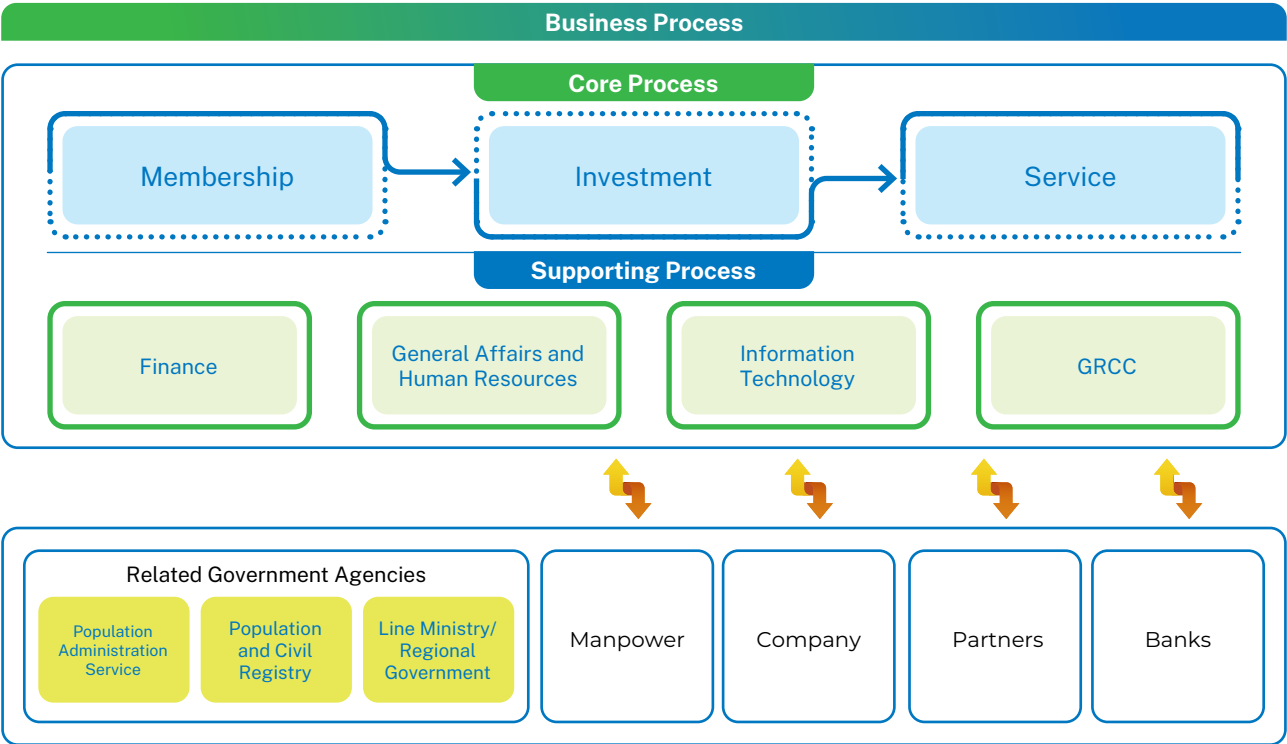 Business Process
Core Process
Membership
Investment
Service
Supporting Process
Finance
General Affairs and
Human Resources
Information
Technology
GRCC
Related Government Agencies
Population
Administration
Service
Population
and Civil
Registry
Line Ministry/
Regional
Government
Manpower
Company
Partners
Banks